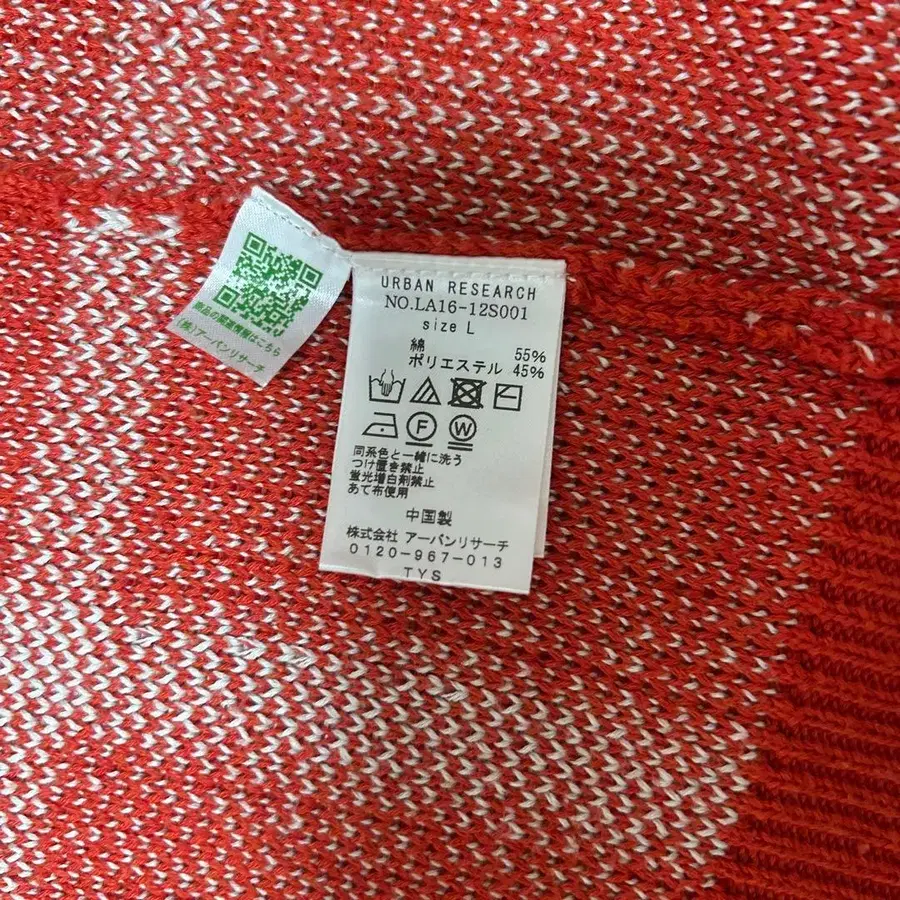 商品の原産情報はこちら
(株)アーバンリサーチ
URBAN RESEARCH
NO.LA16-12S001
size L
綿 55%
ポリエステル 45%
F W
同系色と一緒に洗う
つけ置き禁止
蛍光増白剤禁止
あて布使用
中国製
株式会社 アーバンリサーチ
0120-967-013
TYS